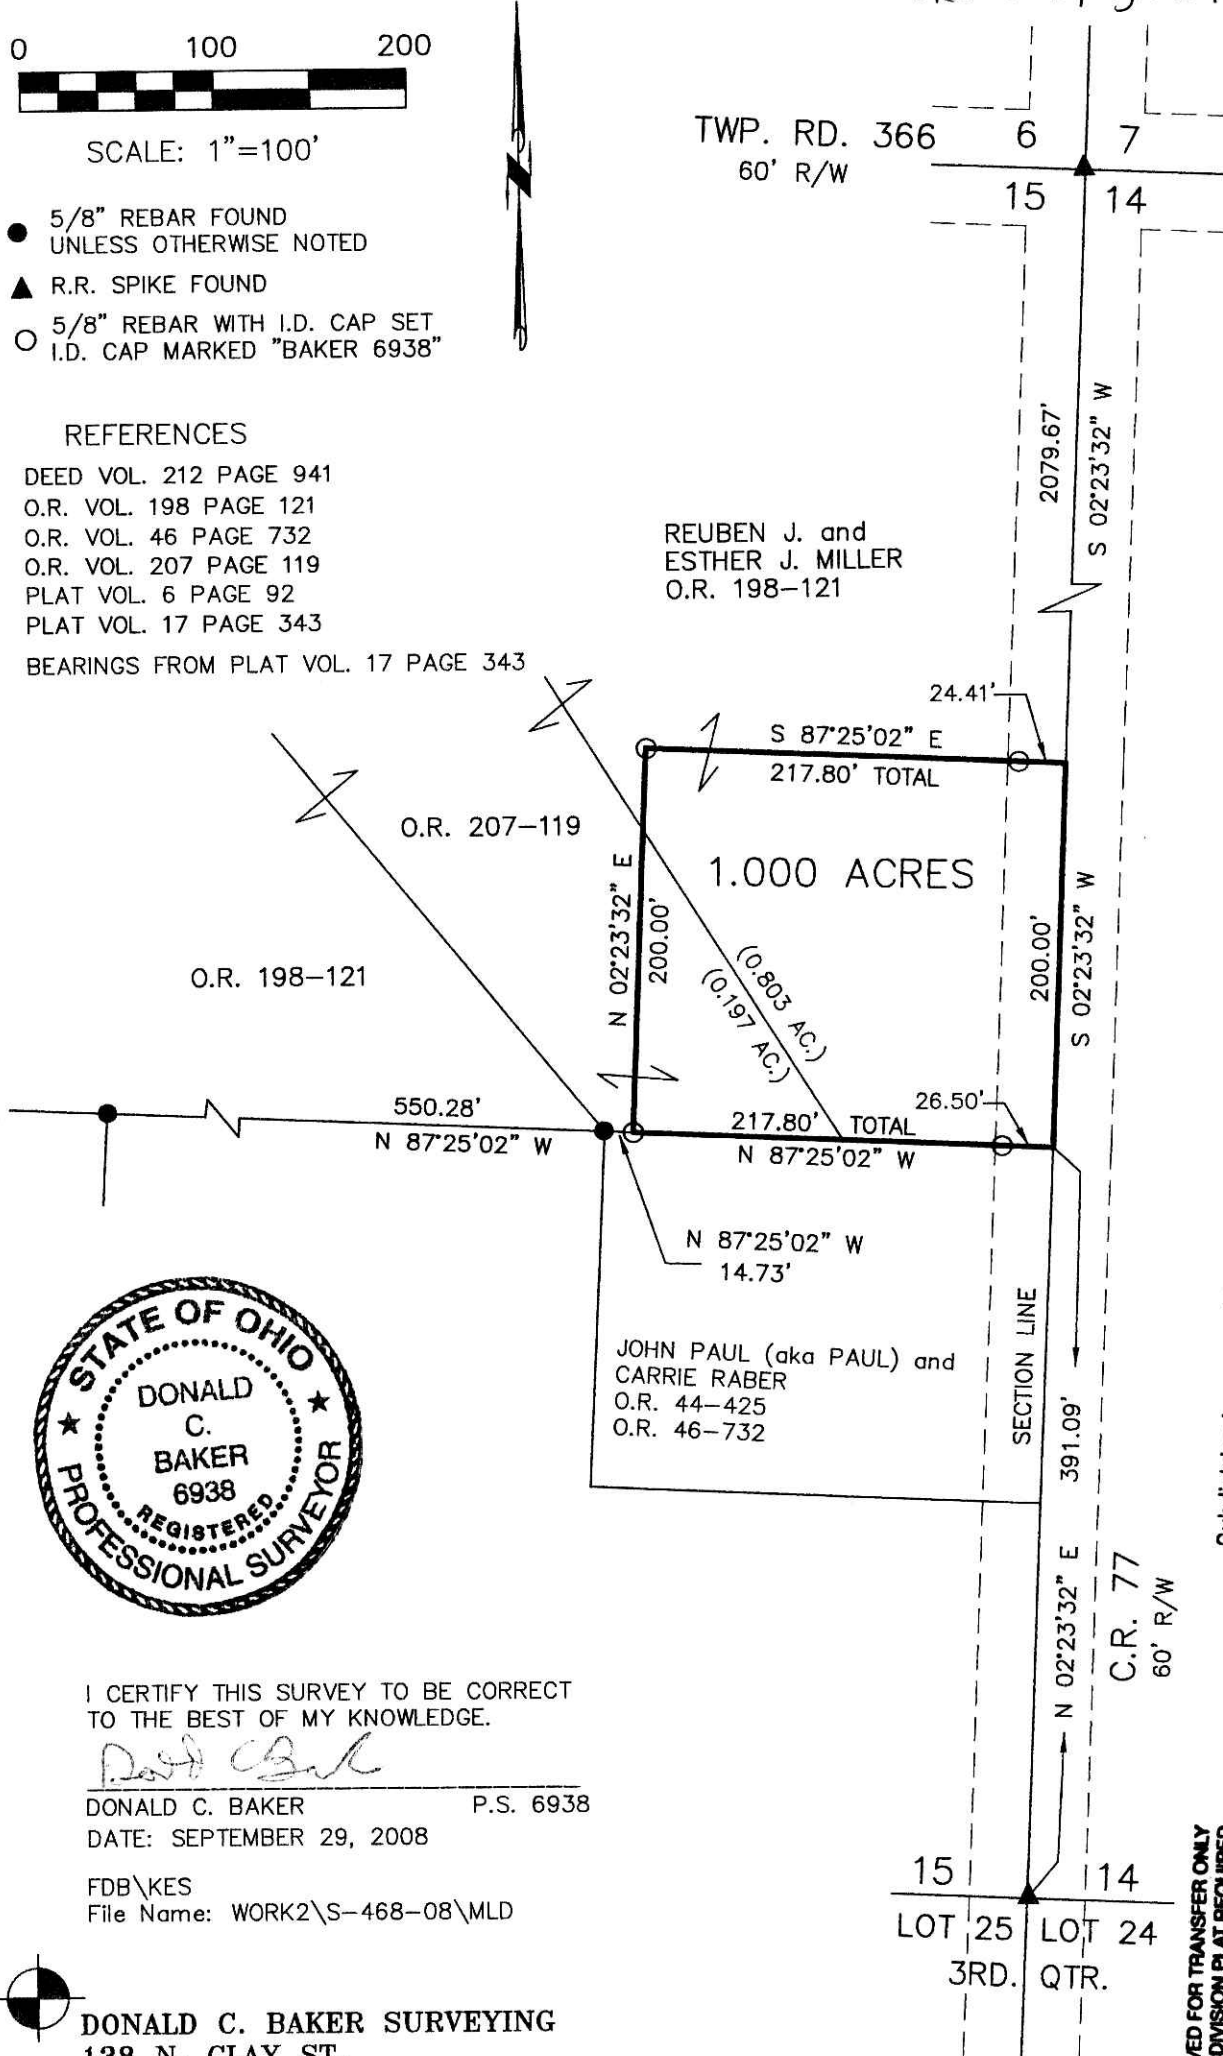 0 100 200
SCALE: 1"=100'
5/8" REBAR FOUND
UNLESS OTHERWISE NOTED
R.R. SPIKE FOUND
5/8" REBAR WITH I.D. CAP SET
I.D. CAP MARKED "BAKER 6938"
REFERENCES
DEED VOL. 212 PAGE 941
O.R. VOL. 198 PAGE 121
O.R. VOL. 46 PAGE 732
O.R. VOL. 207 PAGE 119
PLAT VOL. 6 PAGE 92
PLAT VOL. 17 PAGE 343
BEARINGS FROM PLAT VOL. 17 PAGE 343
TWP. RD. 366
60' R/W
6 7
15 14
2079.67'
S 02°23'32" W
REUBEN J. and
ESTHER J. MILLER
O.R. 198-121
24.41'
S 87°25'02" E
217.80' TOTAL
O.R. 207-119
1.000 ACRES
N 02°23'32" E
200.00'
(0.803 AC.)
(0.197 AC.)
200.00'
S 02°23'32" W
O.R. 198-121
550.28'
N 87°25'02" W
26.50'
217.80' TOTAL
N 87°25'02" W
N 87°25'02" W
14.73'
JOHN PAUL (aka PAUL) and
CARRIE RABER
O.R. 44-425
O.R. 46-732
SECTION LINE
391.09'
N 02°23'32" E
C.R. 77
60' R/W
STATE OF OHIO
DONALD
C.
BAKER
6938
REGISTERED
PROFESSIONAL SURVEYOR
I CERTIFY THIS SURVEY TO BE CORRECT
TO THE BEST OF MY KNOWLEDGE.
DONALD C. BAKER P.S. 6938
DATE: SEPTEMBER 29, 2008
FDB\KES
File Name: WORK2\S-468-08\MLD
15 14
LOT 25 LOT 24
3RD. QTR.
FOR TRANSFER ONLY
PLAT REQUIRED
DONALD C. BAKER SURVEYING
138 N. CLAY ST.